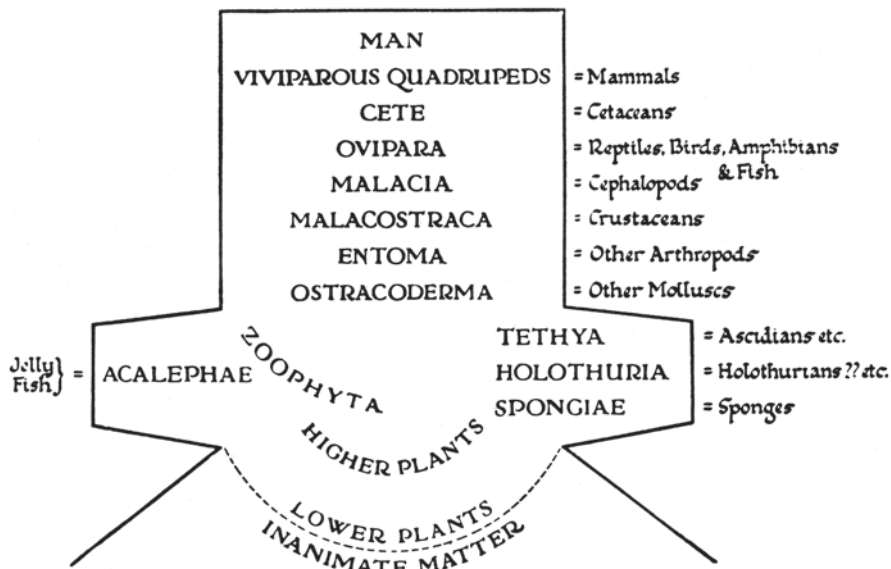 MAN
VIVIPAROUS QUADRUPEDS = Mammals
CETE = Cetaceans
OVIPARA = Reptiles, Birds, Amphibians
& Fish
MALACIA = Cephalopods
MALACOSTRACA = Crustaceans
ENTOMA = Other Arthropods
OSTRACODERMA = Other Molluscs
TETHYA = Ascidians etc.
Jelly
Fish } = ACALEPHAE
ZOOPHYTA
HOLOTHURIA = Holothurians ?? etc.
SPONGIAE = Sponges
HIGHER PLANTS
LOWER PLANTS
INANIMATE MATTER